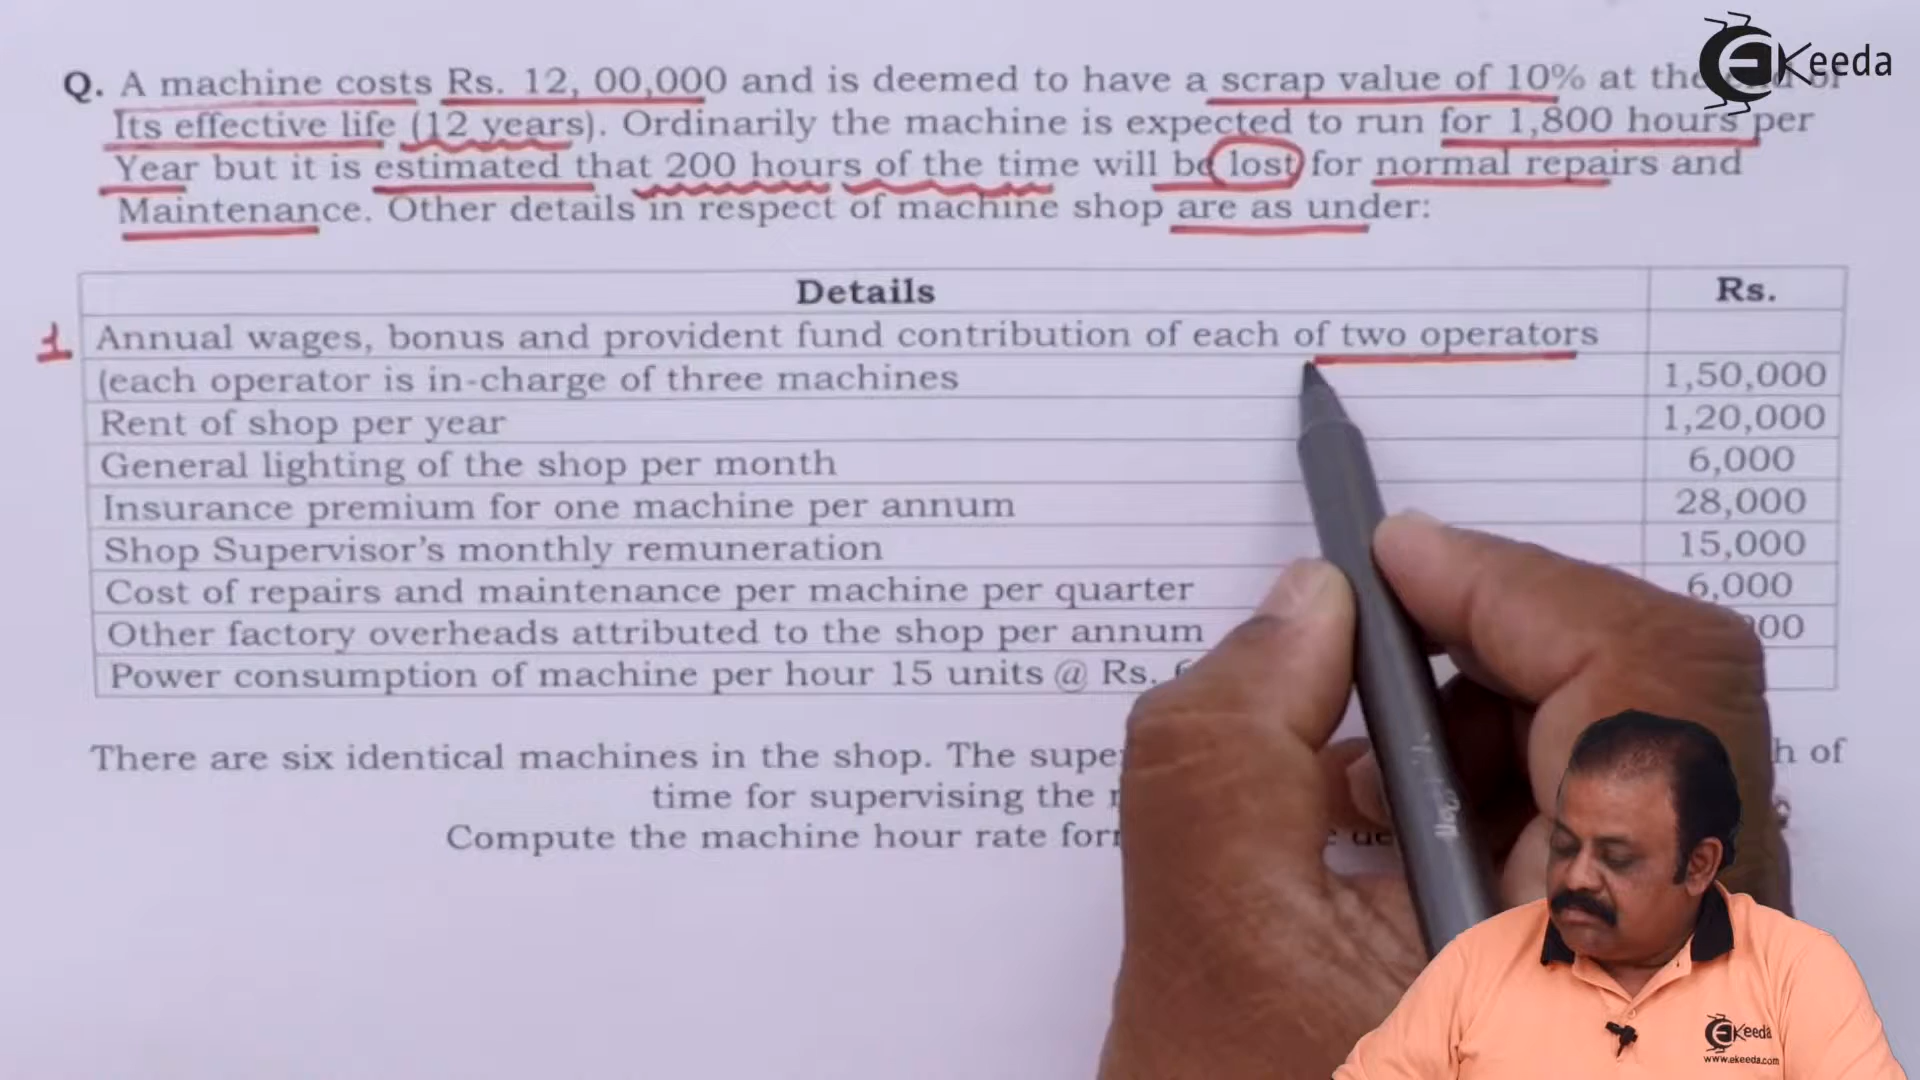 Keeda
Q. A machine costs Rs. 12, 00,000 and is deemed to have a scrap value of 10% at the end of
Its effective life (12 years). Ordinarily the machine is expected to run for 1,800 hours per
Year but it is estimated that 200 hours of the time will be lost for normal repairs and
Maintenance. Other details in respect of machine shop are as under:
Details Rs.
1 Annual wages, bonus and provident fund contribution of each of two operators
(each operator is in-charge of three machines 1,50,000
Rent of shop per year 1,20,000
General lighting of the shop per month 6,000
Insurance premium for one machine per annum 28,000
Shop Supervisor's monthly remuneration 15,000
Cost of repairs and maintenance per machine per quarter 6,000
Other factory overheads attributed to the shop per annum
Power consumption of machine per hour 15 units @ Rs.
There are six identical machines in the shop. The of
time for supervising the
Compute the machine hour rate
Keeda
www.ekeeda.com